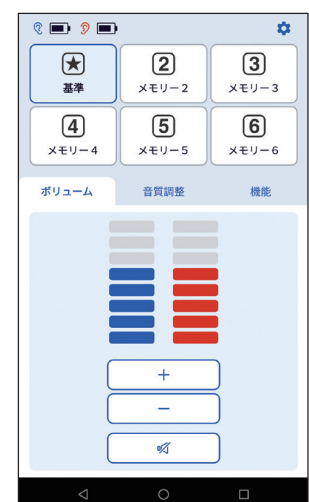 基準
2
メモリー2
3
メモリー3
4
メモリー4
5
メモリー5
6
メモリー6
ボリューム
音質調整
機能
+
−